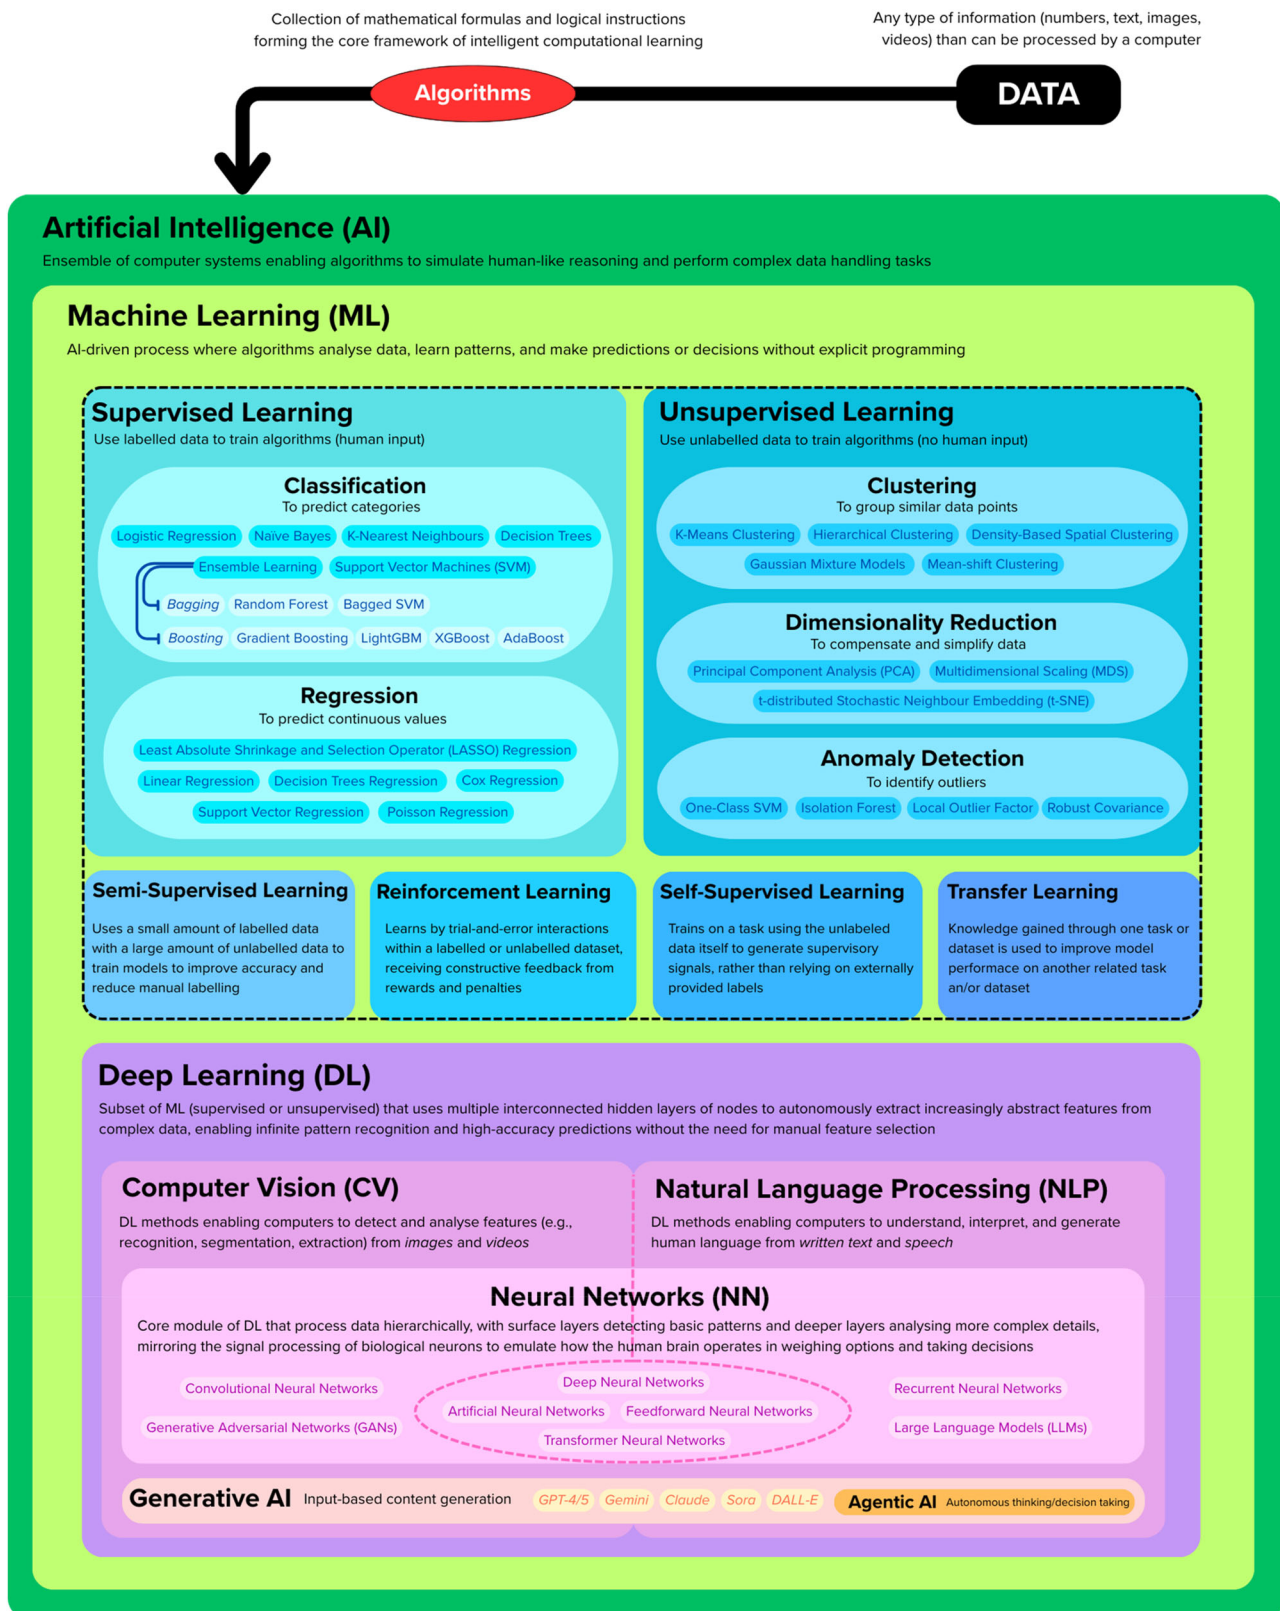 Collection of mathematical formulas and logical instructions
forming the core framework of intelligent computational learning
Any type of information (numbers, text, images,
videos) than can be processed by a computer
Algorithms
DATA
Artificial Intelligence (AI)
Ensemble of computer systems enabling algorithms to simulate human-like reasoning and perform complex data handling tasks
Machine Learning (ML)
AI-driven process where algorithms analyse data, learn patterns, and make predictions or decisions without explicit programming
Supervised Learning
Use labelled data to train algorithms (human input)
Classification
To predict categories
Logistic Regression Naïve Bayes K-Nearest Neighbours Decision Trees
Ensemble Learning Support Vector Machines (SVM)
Bagging Random Forest Bagged SVM
Boosting Gradient Boosting LightGBM XGBoost AdaBoost
Regression
To predict continuous values
Least Absolute Shrinkage and Selection Operator (LASSO) Regression
Linear Regression Decision Trees Regression Cox Regression
Support Vector Regression Poisson Regression
Unsupervised Learning
Use unlabelled data to train algorithms (no human input)
Clustering
To group similar data points
K-Means Clustering Hierarchical Clustering Density-Based Spatial Clustering
Gaussian Mixture Models Mean-shift Clustering
Dimensionality Reduction
To compensate and simplify data
Principal Component Analysis (PCA) Multidimensional Scaling (MDS)
t-distributed Stochastic Neighbour Embedding (t-SNE)
Anomaly Detection
To identify outliers
One-Class SVM Isolation Forest Local Outlier Factor Robust Covariance
Semi-Supervised Learning
Uses a small amount of labelled data
with a large amount of unlabelled data to
train models to improve accuracy and
reduce manual labelling
Reinforcement Learning
Learns by trial-and-error interactions
within a labelled or unlabelled dataset,
receiving constructive feedback from
rewards and penalties
Self-Supervised Learning
Trains on a task using the unlabeled
data itself to generate supervisory
signals, rather than relying on externally
provided labels
Transfer Learning
Knowledge gained through one task or
dataset is used to improve model
performace on another related task
an/or dataset
Deep Learning (DL)
Subset of ML (supervised or unsupervised) that uses multiple interconnected hidden layers of nodes to autonomously extract increasingly abstract features from
complex data, enabling infinite pattern recognition and high-accuracy predictions without the need for manual feature selection
Computer Vision (CV)
DL methods enabling computers to detect and analyse features (e.g.,
recognition, segmentation, extraction) from images and videos
Natural Language Processing (NLP)
DL methods enabling computers to understand, interpret, and generate
human language from written text and speech
Neural Networks (NN)
Core module of DL that process data hierarchically, with surface layers detecting basic patterns and deeper layers analysing more complex details,
mirroring the signal processing of biological neurons to emulate how the human brain operates in weighing options and taking decisions
Convolutional Neural Networks
Generative Adversarial Networks (GANs)
Deep Neural Networks
Artificial Neural Networks Feedforward Neural Networks
Transformer Neural Networks
Recurrent Neural Networks
Large Language Models (LLMs)
Generative AI Input-based content generation GPT-4/5 Gemini Claude Sora DALL-E Agentic AI Autonomous thinking/decision taking